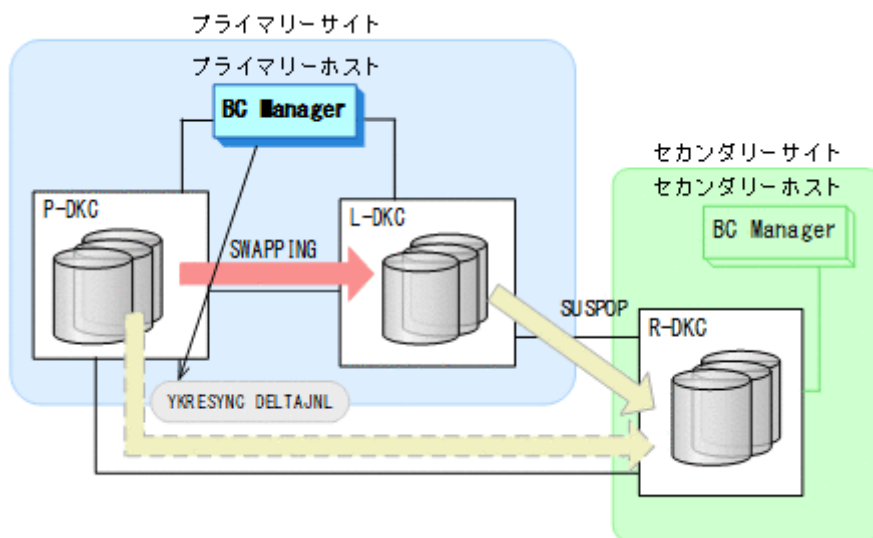 プライマリーサイト
プライマリーホスト
BC Manager
セカンダリーサイト
セカンダリーホスト
P-DKC
L-DKC
BC Manager
SWAPPING
SUSPOP
R-DKC
YKRESYNC DELTAJNL